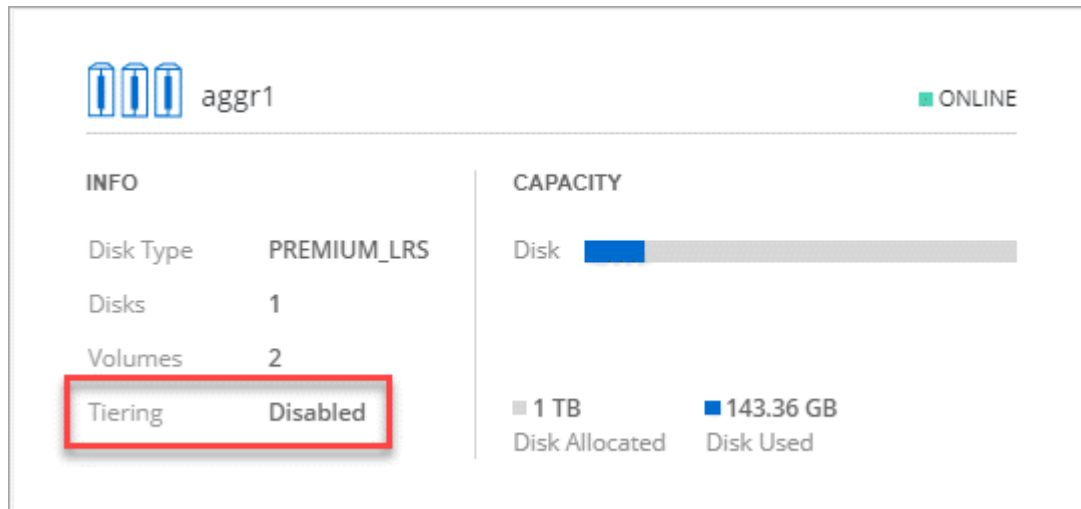 aggr1
ONLINE
INFO
Disk Type PREMIUM_LRS
Disks 1
Volumes 2
Tiering Disabled
CAPACITY
Disk
1 TB 143.36 GB
Disk Allocated Disk Used